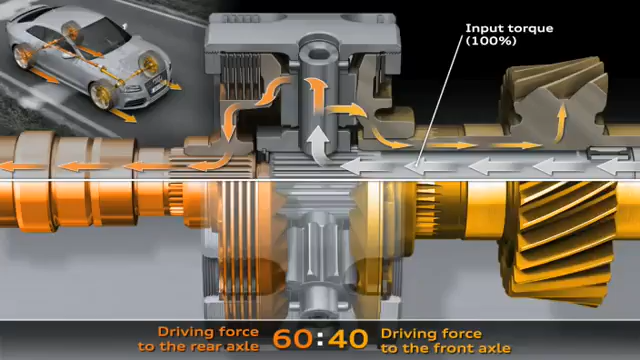 Input torque
(100%)
Driving force
to the rear axle
60:40
Driving force
to the front axle